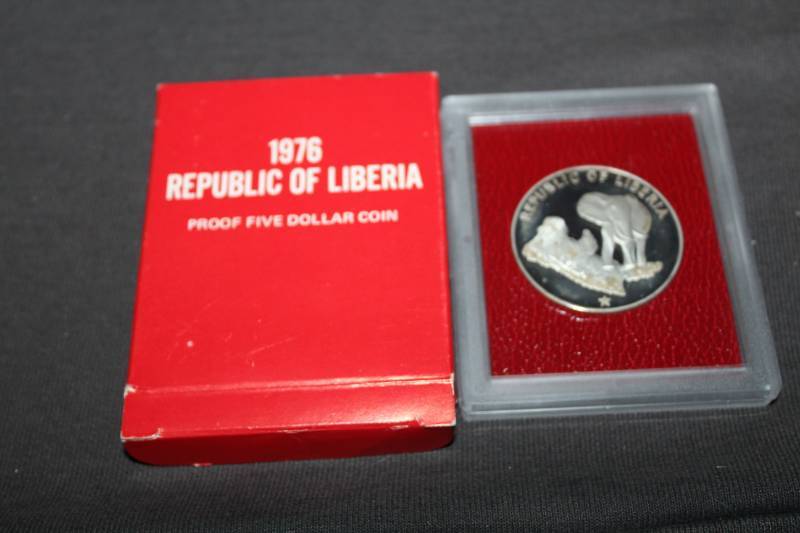 1976
REPUBLIC OF LIBERIA
PROOF FIVE DOLLAR COIN
REPUBLIC OF LIBERIA